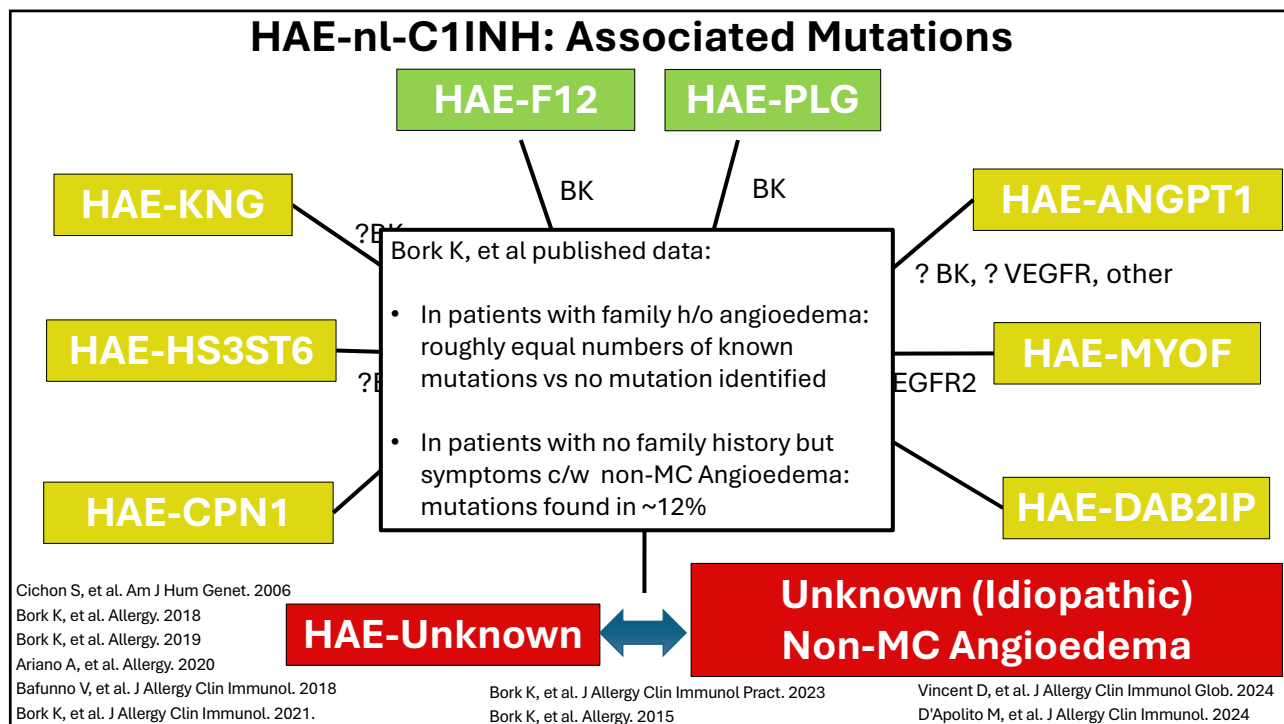 HAE-nl-C1INH: Associated Mutations
HAE-F12
HAE-PLG
BK
BK
HAE-KNG
HAE-ANGPT1
?BK
? BK, ? VEGFR, other
Bork K, et al published data:
• In patients with family h/o angioedema:
roughly equal numbers of known
mutations vs no mutation identified
• In patients with no family history but
symptoms c/w non-MC Angioedema:
mutations found in ~12%
HAE-HS3ST6
HAE-MYOF
EGFR2
HAE-CPN1
HAE-DAB2IP
HAE-Unknown
Unknown (Idiopathic)
Non-MC Angioedema
Cichon S, et al. Am J Hum Genet. 2006
Bork K, et al. Allergy. 2018
Bork K, et al. Allergy. 2019
Ariano A, et al. Allergy. 2020
Bafunno V, et al. J Allergy Clin Immunol. 2018
Bork K, et al. J Allergy Clin Immunol. 2021.
Bork K, et al. J Allergy Clin Immunol Pract. 2023
Bork K, et al. Allergy. 2015
Vincent D, et al. J Allergy Clin Immunol Glob. 2024
D'Apolito M, et al. J Allergy Clin Immunol. 2024